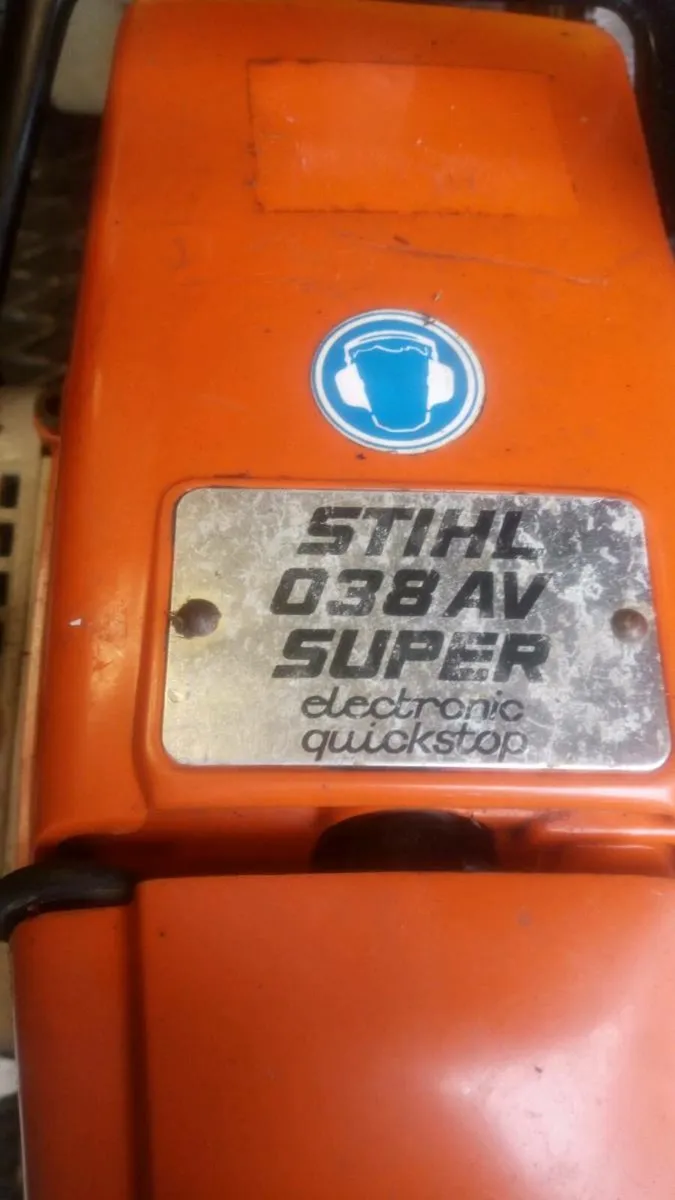 STIHL
038 AV
SUPER
electronic
quickstop